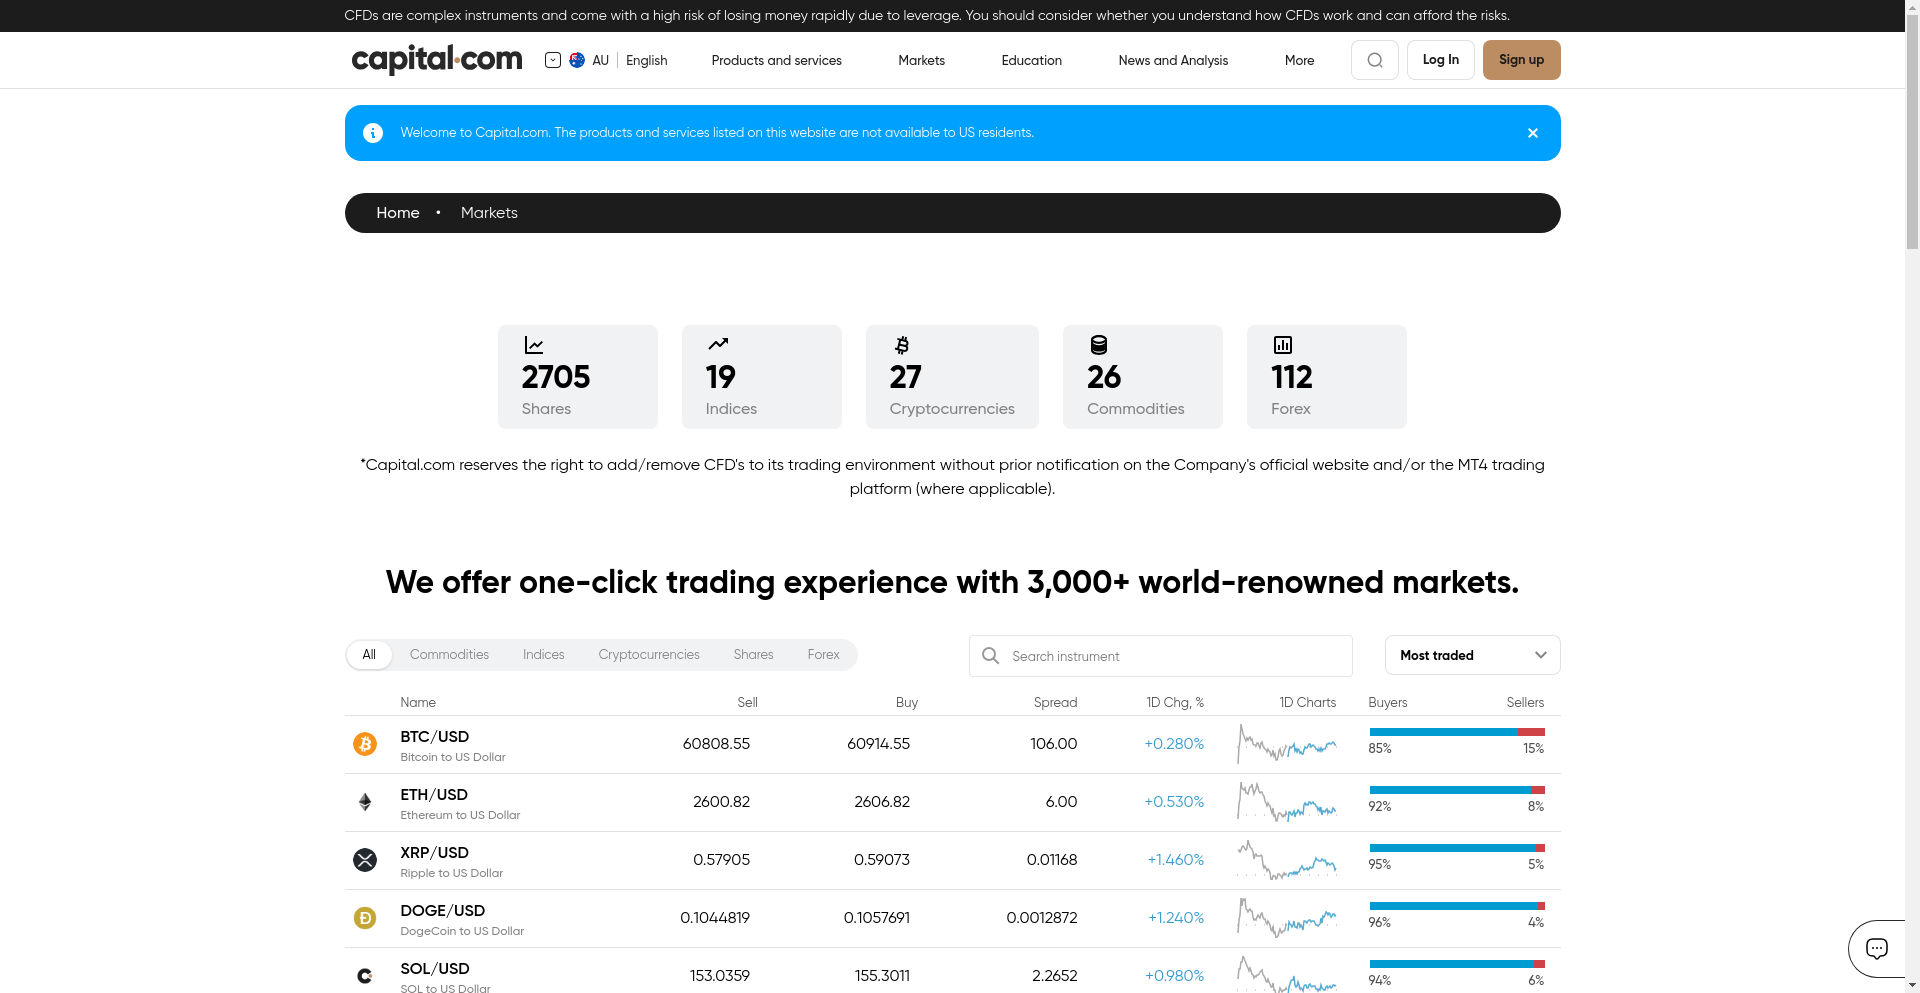 CFDs are complex instruments and come with a high risk of losing money rapidly due to leverage. You should consider whether you understand how CFDs work and can afford the risks.
capital.com AU English Products and services Markets Education News and Analysis More Log In Sign up
Welcome to Capital.com. The products and services listed on this website are not available to US residents.
Home • Markets
2705 19 27 26 112
Shares Indices Cryptocurrencies Commodities Forex
*Capital.com reserves the right to add/remove CFD's to its trading environment without prior notification on the Company's official website and/or the MT4 trading
platform (where applicable).
We offer one-click trading experience with 3,000+ world-renowned markets.
All Commodities Indices Cryptocurrencies Shares Forex Search instrument Most traded
Name Sell Buy Spread 1D Chg, % 1D Charts Buyers Sellers
BTC/USD 60808.55 60914.55 106.00 +0.280% 85% 15%
Bitcoin to US Dollar
ETH/USD 2600.82 2606.82 6.00 +0.530% 92% 8%
Ethereum to US Dollar
XRP/USD 0.57905 0.59073 0.01168 +1.460% 95% 5%
Ripple to US Dollar
DOGE/USD 0.1044819 0.1057691 0.0012872 +1.240% 96% 4%
DogeCoin to US Dollar
SOL/USD 153.0359 155.3011 2.2652 +0.980% 94% 6%
SOL to US Dollar